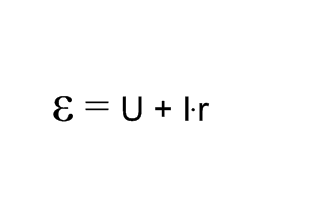 ε = U + I·r